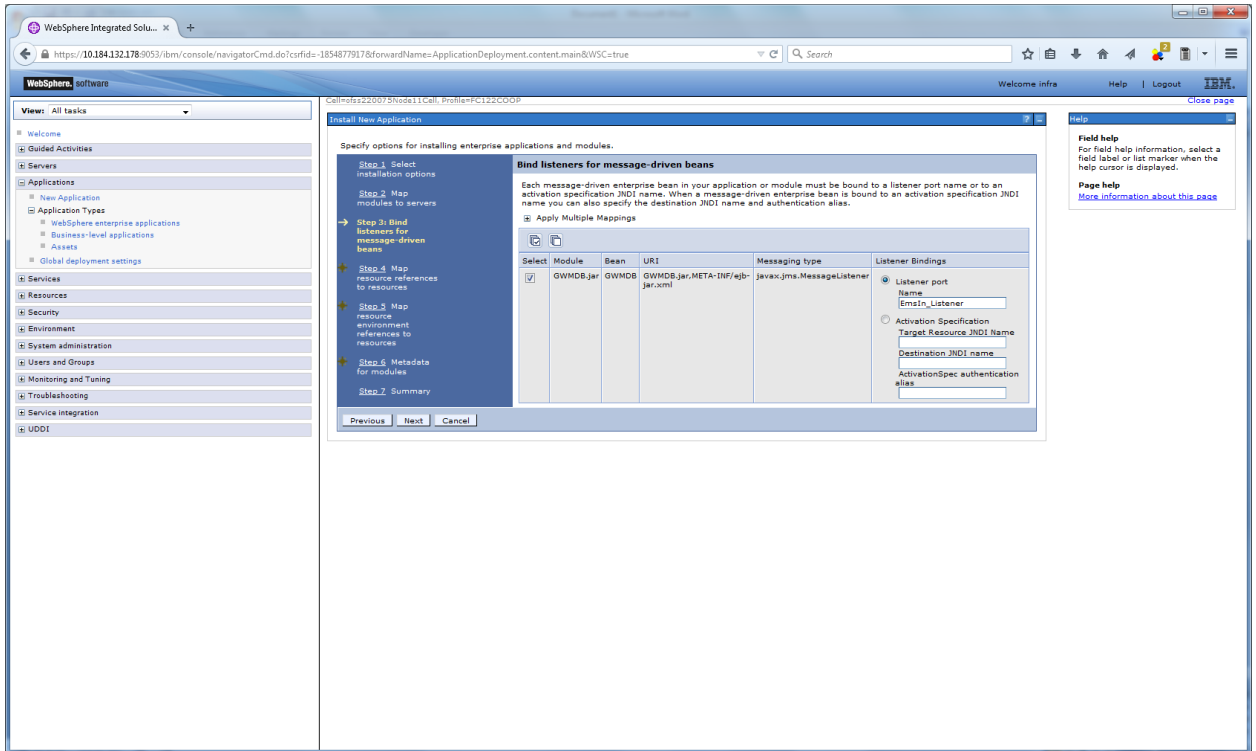 WebSphere Integrated Solu... × +
https://10.184.132.178:9053/ibm/console/navigatorCmd.do?csrfid=-1854877917&forwardName=ApplicationDeployment.content.main&WSC=true
Search
2
WebSphere. software
Welcome infra
Help | Logout
IBM.
View: All tasks
Welcome
Guided Activities
Servers
Applications
New Application
Application Types
WebSphere enterprise applications
Business-level applications
Assets
Global deployment settings
Services
Resources
Security
Environment
System administration
Users and Groups
Monitoring and Tuning
Troubleshooting
Service integration
UDDI
Cell=ofss220075Node11Cell, Profile=FC122COOP
Close page
Install New Application
? –
Specify options for installing enterprise applications and modules.
Step 1 Select
installation options
Step 2 Map
modules to servers
Step 3: Bind
listeners for
message-driven
beans
Step 4 Map
resource references
to resources
Step 5 Map
resource
environment
references to
resources
Step 6 Metadata
for modules
Step 7 Summary
Bind listeners for message-driven beans
Each message-driven enterprise bean in your application or module must be bound to a listener port name or to an
activation specification JNDI name. When a message-driven enterprise bean is bound to an activation specification JNDI
name you can also specify the destination JNDI name and authentication alias.
Apply Multiple Mappings
Select Module Bean URI Messaging type Listener Bindings
GWMDB.jar GWMDB GWMDB.jar,META-INF/ejb-
jar.xml
javax.jms.MessageListener
Listener port
Name
EmsIn_Listener
Activation Specification
Target Resource JNDI Name
Destination JNDI name
ActivationSpec authentication
alias
Previous Next Cancel
Help
Field help
For field help information, select a
field label or list marker when the
help cursor is displayed.
Page help
More information about this page